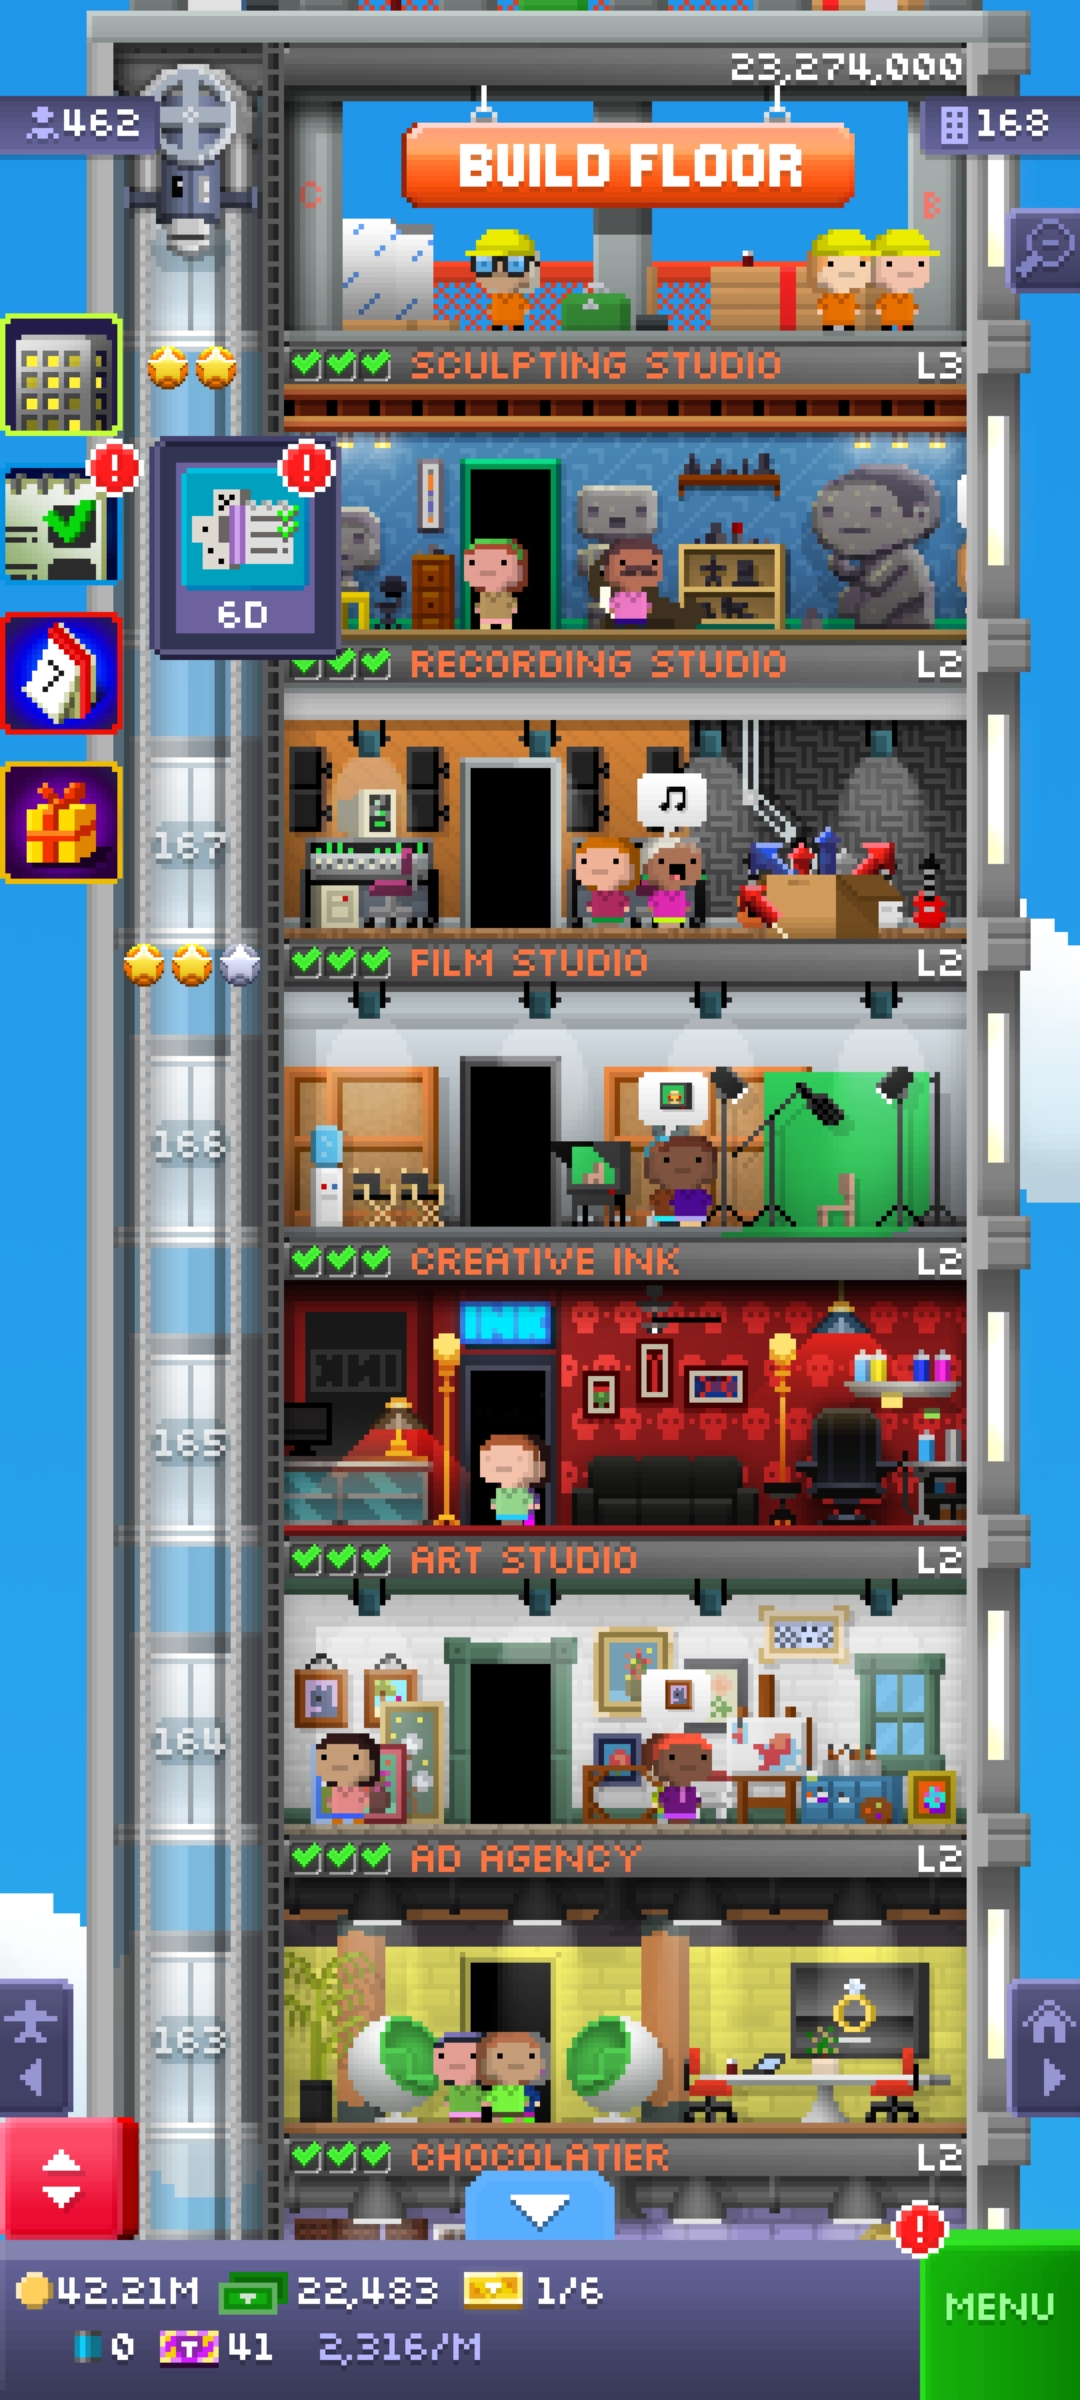 23,274,000
462
168
BUILD FLOOR
C
B
SCULPTING STUDIO
L3
6D
RECORDING STUDIO
L2
167
FILM STUDIO
L2
166
CREATIVE INK
L2
INK
165
ART STUDIO
L2
164
AD AGENCY
L2
163
CHOCOLATIER
L2
42.21M
22,483
1/6
MENU
0
T
41
2,316/M